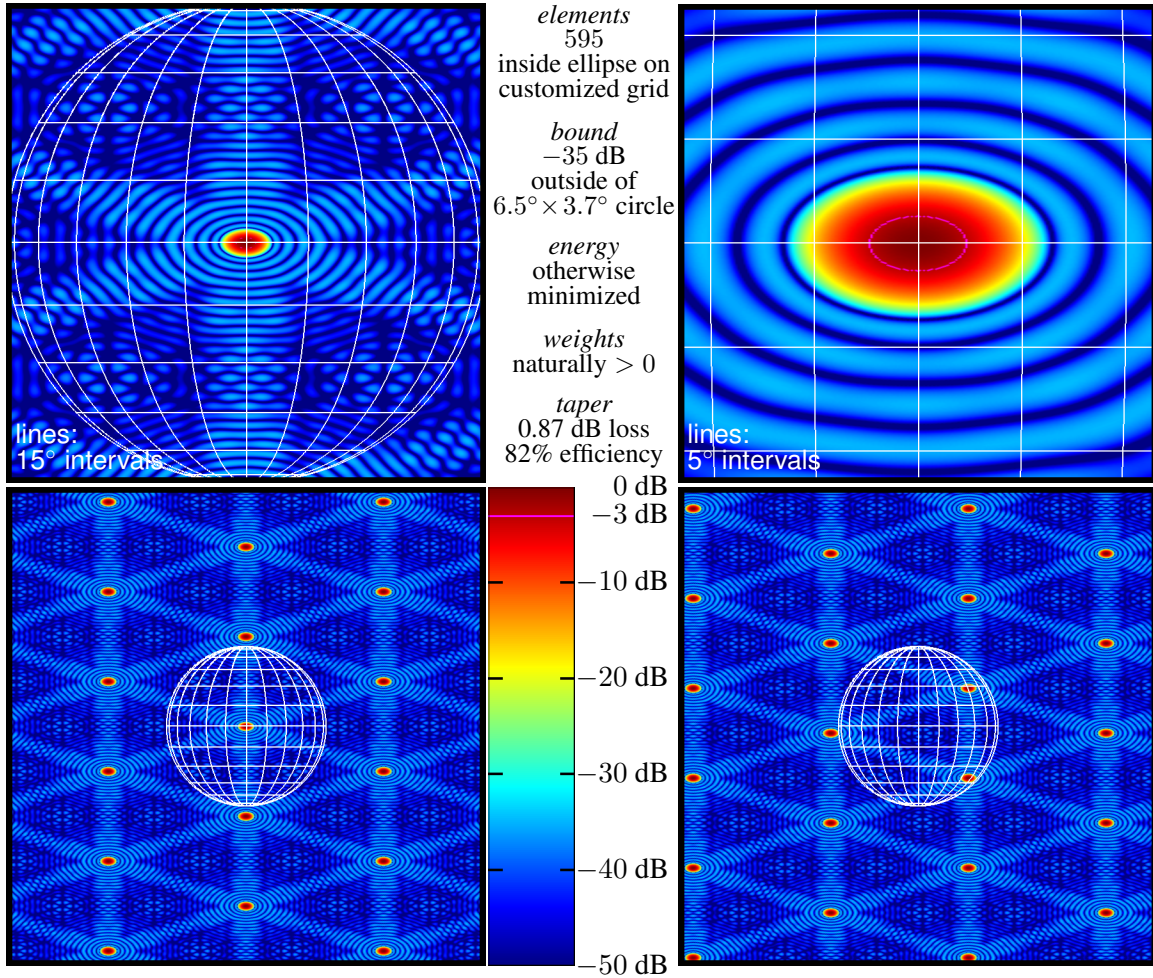 elements
595
inside ellipse on
customized grid
bound
−35 dB
outside of
6.5°× 3.7° circle
energy
otherwise
minimized
weights
naturally > 0
taper
0.87 dB loss
82% efficiency
lines:
15° intervals
lines:
5° intervals
0 dB
−3 dB
−10 dB
−20 dB
−30 dB
−40 dB
−50 dB